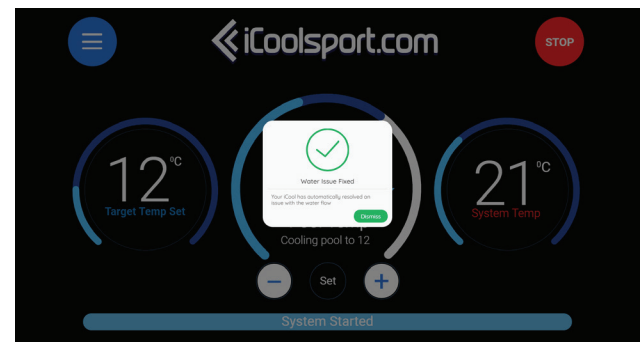 iCoolsport.com
STOP
12°C
Target Temp Set
Water Issue Fixed
Your iCool has automatically resolved an
issue with the water flow
Dismiss
Cooling pool to 12
21°C
System Temp
Set
System Started